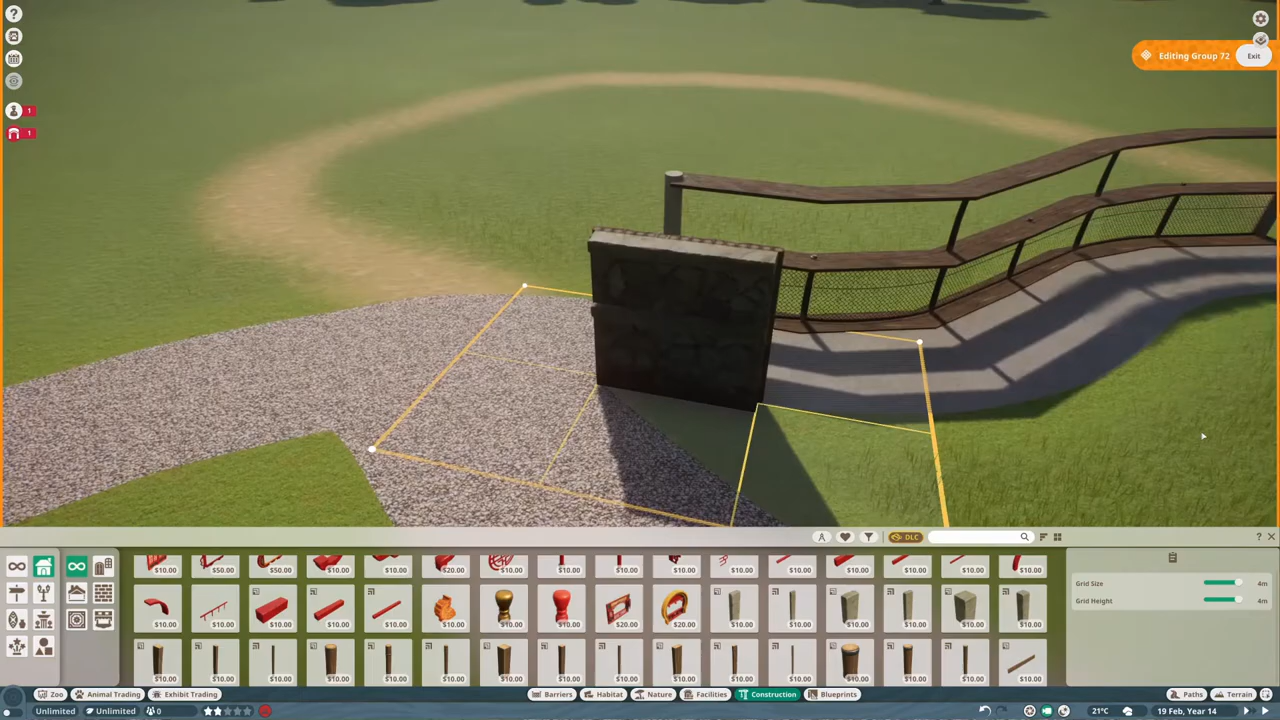 ?
Editing Group 72
Exit
1
1
DLC
? ×
$10.00 $50.00 $50.00 $10.00 $10.00 $20.00 $10.00 $10.00 $10.00 $10.00 $10.00 $10.00 $10.00 $10.00 $10.00 $10.00
Grid Size 4m
Grid Height 4m
$10.00 $10.00 $10.00 $10.00 $10.00 $10.00 $10.00 $10.00 $20.00 $20.00 $10.00 $10.00 $10.00 $10.00 $10.00 $10.00
$10.00 $10.00 $10.00 $10.00 $10.00 $10.00 $10.00 $10.00 $10.00 $10.00 $10.00 $10.00 $10.00 $10.00 $10.00 $10.00
Zoo Animal Trading Exhibit Trading Barriers Habitat Nature Facilities Construction Blueprints Paths Terrain
Unlimited Unlimited 0 21°C 19 Feb, Year 14